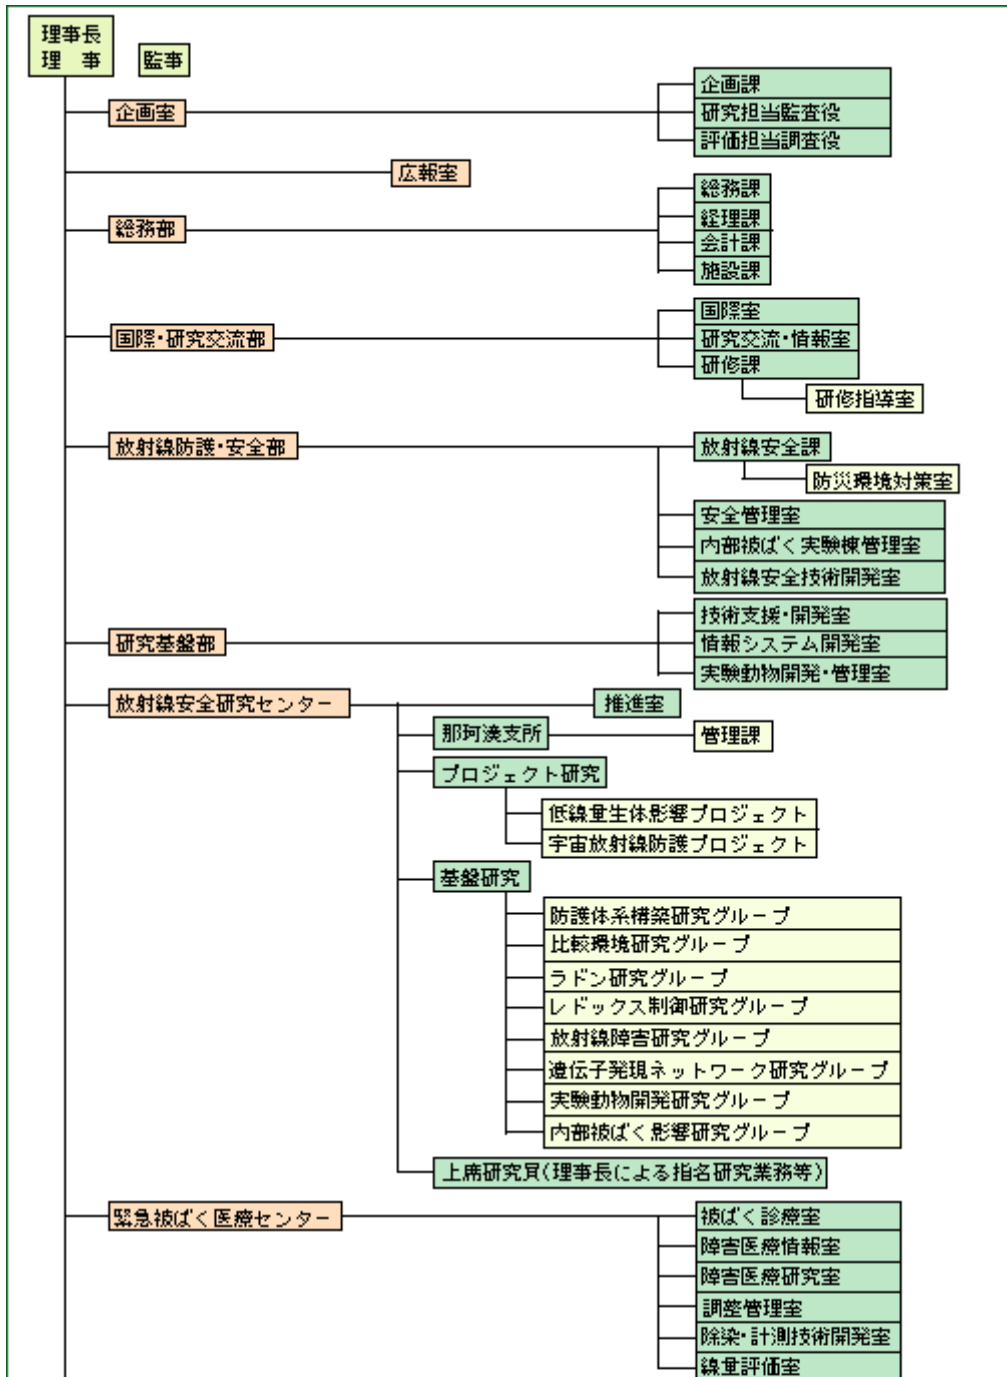 理事長
理　事
監事
企画室
企画課
研究担当監査役
評価担当調査役
広報室
総務部
総務課
経理課
会計課
施設課
国際・研究交流部
国際室
研究交流・情報室
研修課
研修指導室
放射線防護・安全部
放射線安全課
防災環境対策室
安全管理室
内部被ばく実験棟管理室
放射線安全技術開発室
研究基盤部
技術支援・開発室
情報システム開発室
実験動物開発・管理室
放射線安全研究センター
推進室
那珂湊支所
管理課
プロジェクト研究
低線量生体影響プロジェクト
宇宙放射線防護プロジェクト
基盤研究
防護体系構築研究グループ
比較環境研究グループ
ラドン研究グループ
レドックス制御研究グループ
放射線障害研究グループ
遺伝子発現ネットワーク研究グループ
実験動物開発研究グループ
内部被ばく影響研究グループ
上席研究員(理事長による指名研究業務等)
緊急被ばく医療センター
被ばく診療室
障害医療情報室
障害医療研究室
調整管理室
除染・計測技術開発室
線量評価室